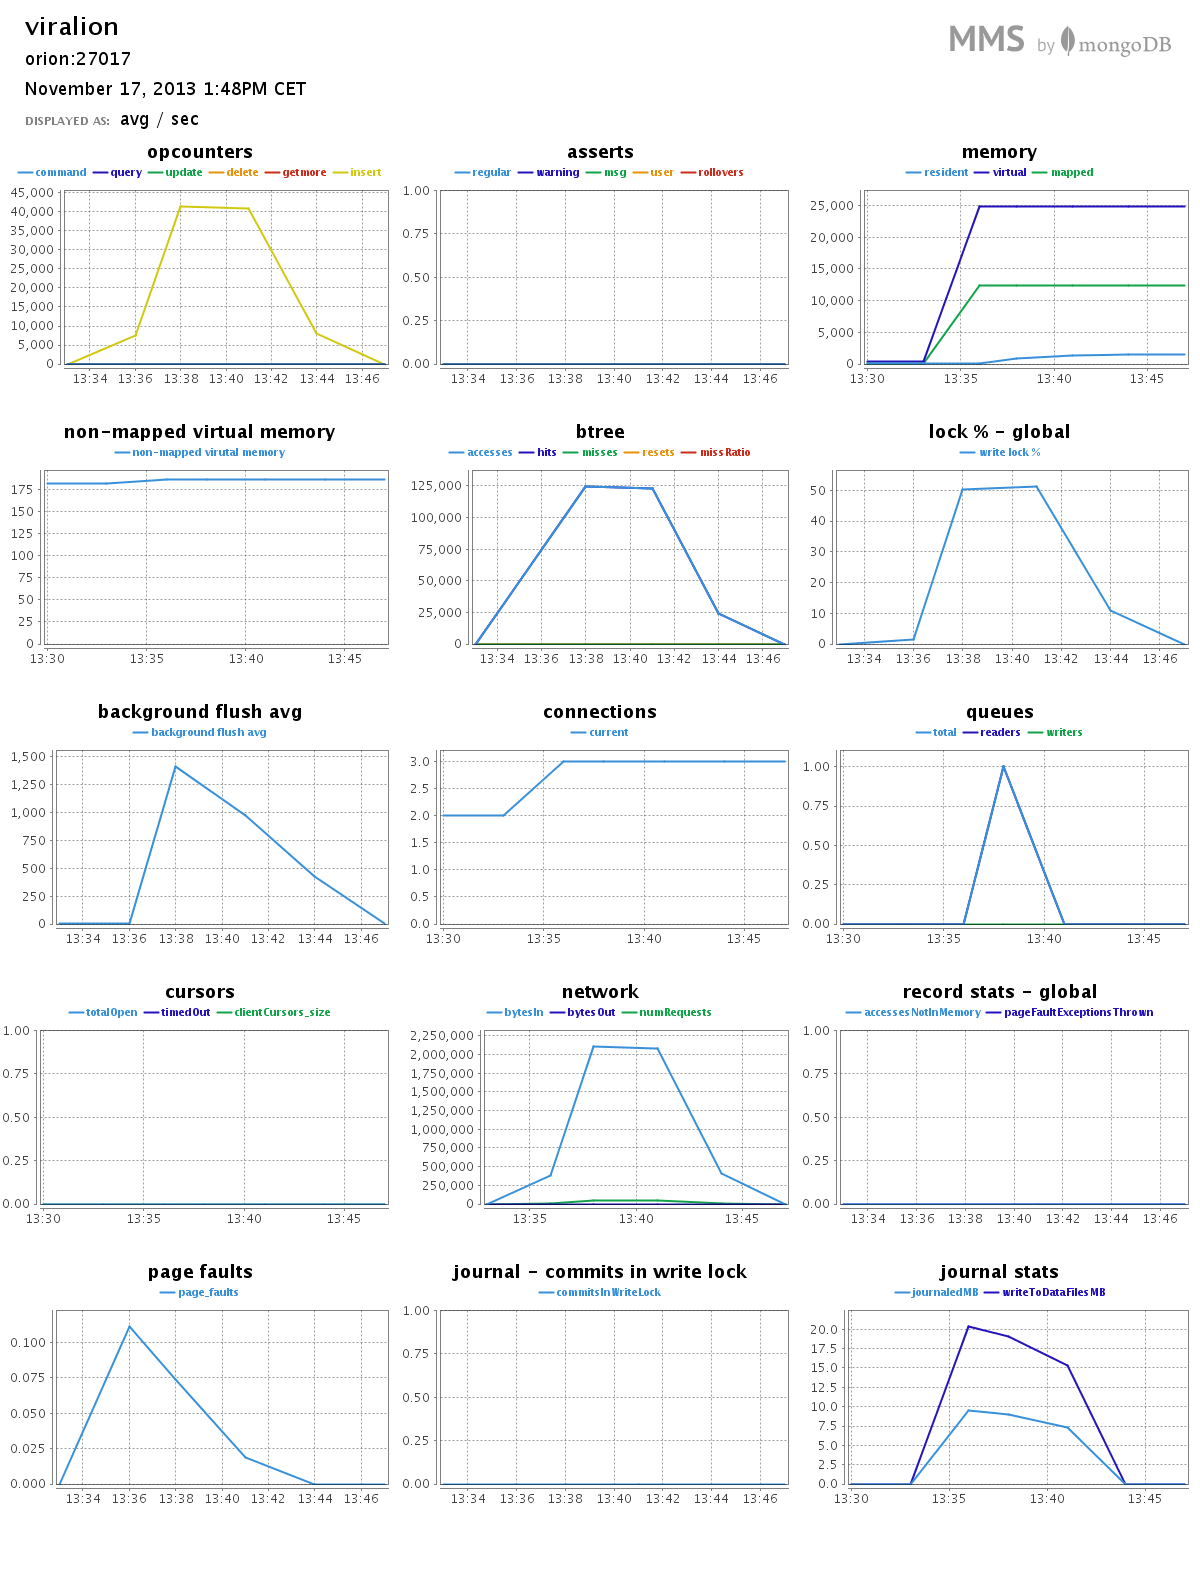 viralion
MMS by mongoDB
orion:27017
November 17, 2013 1:48PM CET
DISPLAYED AS: avg / sec
opcounters
command query update delete getmore insert
45,000
40,000
35,000
30,000
25,000
20,000
15,000
10,000
5,000
0
13:34 13:36 13:38 13:40 13:42 13:44 13:46
asserts
regular warning msg user rollovers
1.00
0.75
0.50
0.25
0.00
13:34 13:36 13:38 13:40 13:42 13:44 13:46
memory
resident virtual mapped
25,000
20,000
15,000
10,000
5,000
0
13:30 13:35 13:40 13:45
non-mapped virtual memory
non-mapped virutal memory
175
150
125
100
75
50
25
0
13:30 13:35 13:40 13:45
btree
accesses hits misses resets missRatio
125,000
100,000
75,000
50,000
25,000
0
13:34 13:36 13:38 13:40 13:42 13:44 13:46
lock % - global
write lock %
50
40
30
20
10
0
13:34 13:36 13:38 13:40 13:42 13:44 13:46
background flush avg
background flush avg
1,500
1,250
1,000
750
500
250
0
13:34 13:36 13:38 13:40 13:42 13:44 13:46
connections
current
3.0
2.5
2.0
1.5
1.0
0.5
0.0
13:30 13:35 13:40 13:45
queues
total readers writers
1.00
0.75
0.50
0.25
0.00
13:30 13:35 13:40 13:45
cursors
totalOpen timedOut clientCursors_size
1.00
0.75
0.50
0.25
0.00
13:30 13:35 13:40 13:45
network
bytesIn bytesOut numRequests
2,250,000
2,000,000
1,750,000
1,500,000
1,250,000
1,000,000
750,000
500,000
250,000
0
13:35 13:40 13:45
record stats - global
accessesNotInMemory pageFaultExceptionsThrown
1.00
0.75
0.50
0.25
0.00
13:34 13:36 13:38 13:40 13:42 13:44 13:46
page faults
page_faults
0.100
0.075
0.050
0.025
0.000
13:34 13:36 13:38 13:40 13:42 13:44 13:46
journal - commits in write lock
commitsInWriteLock
1.00
0.75
0.50
0.25
0.00
13:34 13:36 13:38 13:40 13:42 13:44 13:46
journal stats
journaledMB writeToDataFilesMB
20.0
17.5
15.0
12.5
10.0
7.5
5.0
2.5
0.0
13:30 13:35 13:40 13:45